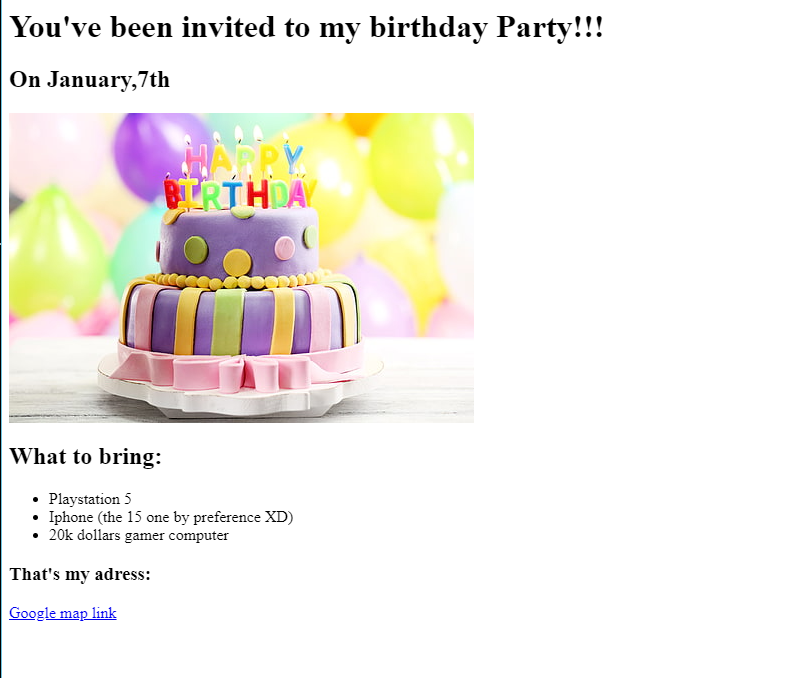 You've been invited to my birthday Party!!!
On January,7th
HAPPY
BIRTHDAY
What to bring:
Playstation 5
Iphone (the 15 one by preference XD)
20k dollars gamer computer
That's my adress:
Google map link